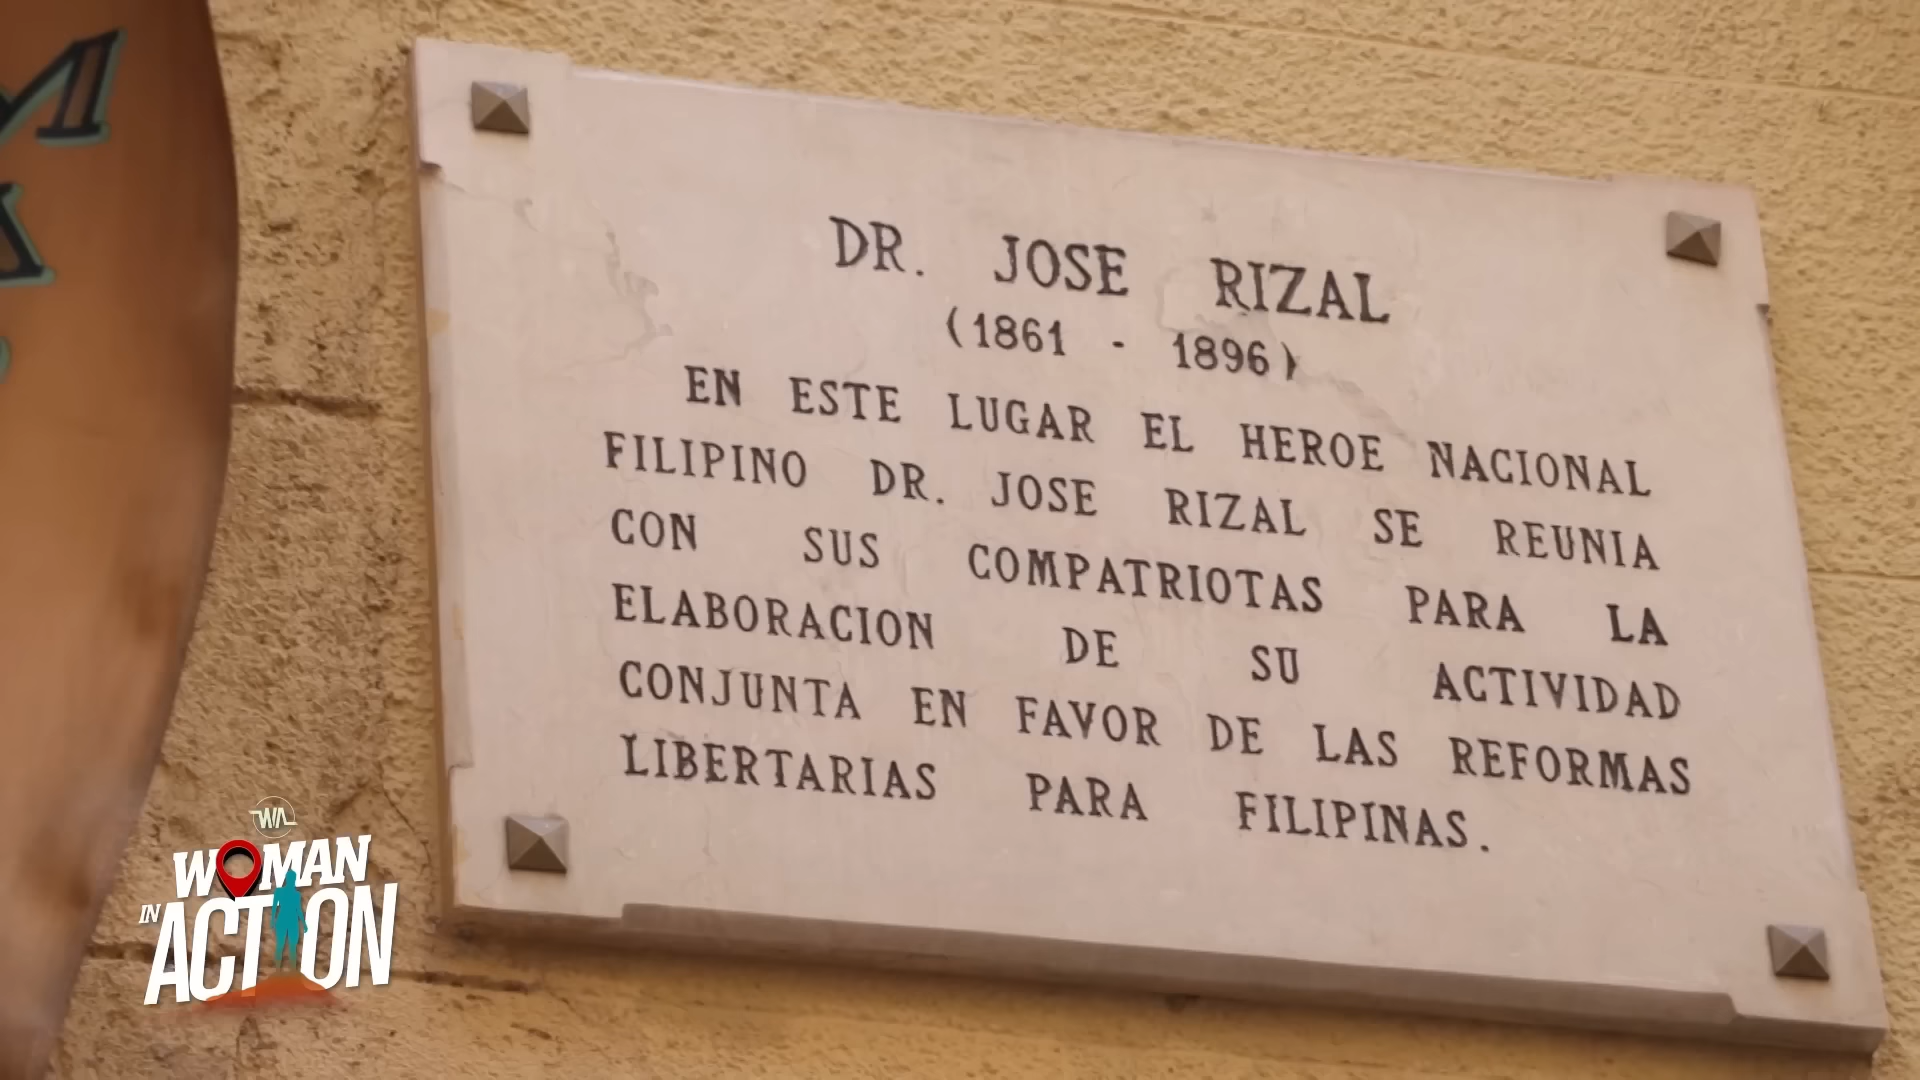 DR. JOSE RIZAL
(1861 - 1896)
EN ESTE LUGAR EL HEROE NACIONAL
FILIPINO DR. JOSE RIZAL SE REUNIA
CON SUS COMPATRIOTAS PARA LA
ELABORACION DE SU ACTIVIDAD
CONJUNTA EN FAVOR DE LAS REFORMAS
LIBERTARIAS PARA FILIPINAS.
WA
WOMAN
IN ACTION